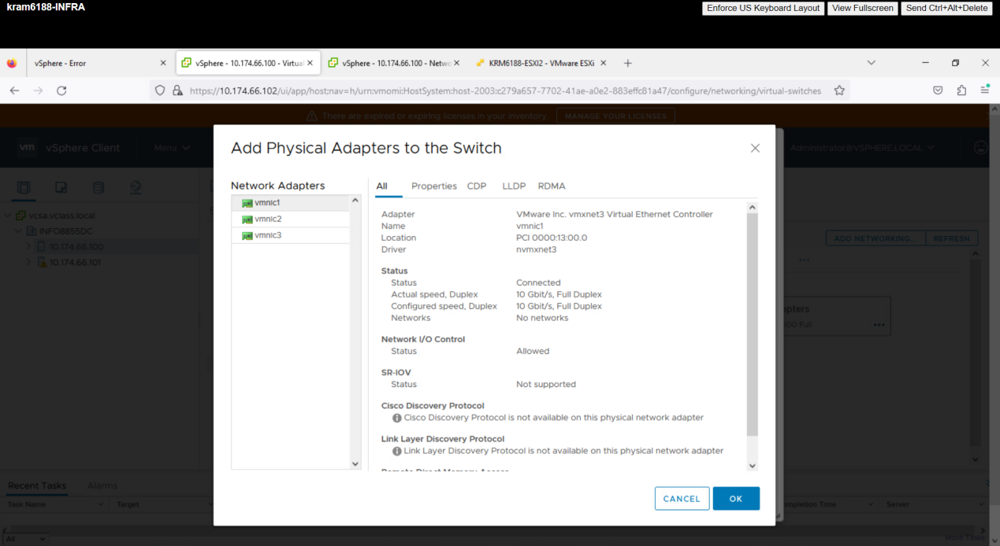 kram6188-INFRA
Enforce US Keyboard Layout View Fullscreen Send Ctrl+Alt+Delete
vSphere - Error vSphere - 10.174.66.100 - Virtual vSphere - 10.174.66.100 - Netwo KRM6188-ESXI2 - VMware ESXi
https://10.174.66.102/ui/app/host;nav=h/urn:vmomi:HostSystem:host-2003:c279a657-7702-41ae-a0e2-883effc81a47/configure/networking/virtual-switches
There are expired or expiring licenses in your inventory. MANAGE YOUR LICENSES
vm vSphere Client Menu Administrator@VSPHERE.LOCAL
Add Physical Adapters to the Switch
vcsa.vclass.local
INFO8855DC
10.174.66.100
10.174.66.101
Network Adapters
vmnic1
vmnic2
vmnic3
All Properties CDP LLDP RDMA
Adapter VMware Inc. vmxnet3 Virtual Ethernet Controller
Name vmnic1
Location PCI 0000:13:00.0
Driver nvmxnet3
Status
Status Connected
Actual speed, Duplex 10 Gbit/s, Full Duplex
Configured speed, Duplex 10 Gbit/s, Full Duplex
Networks No networks
Network I/O Control
Status Allowed
SR-IOV
Status Not supported
Cisco Discovery Protocol
Cisco Discovery Protocol is not available on this physical network adapter
Link Layer Discovery Protocol
Link Layer Discovery Protocol is not available on this physical network adapter
Remote Direct Memory Access
CANCEL OK
ADD NETWORKING... REFRESH
...
apters
000 Full ...
Recent Tasks Alarms
Task Name Target ompletion Time Server
All More Tasks